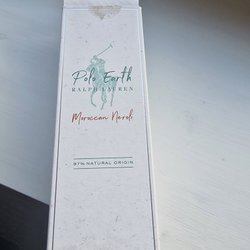 Polo Earth
RALPH LAUREN
Moroccan Neroli
97% NATURAL ORIGIN